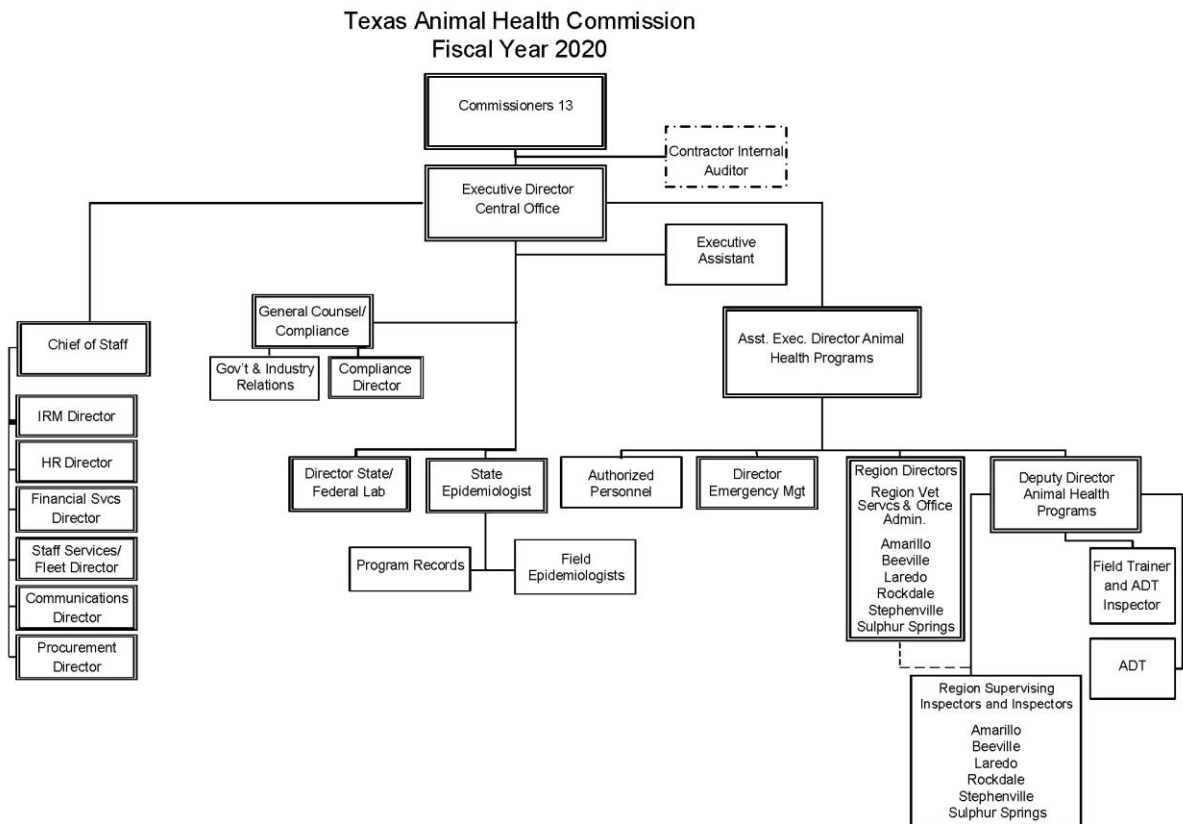 Texas Animal Health Commission
Fiscal Year 2020
Commissioners 13
Contractor Internal
Auditor
Executive Director
Central Office
Executive
Assistant
General Counsel/
Compliance
Gov't & Industry
Relations
Compliance
Director
Chief of Staff
IRM Director
HR Director
Financial Svcs
Director
Staff Services/
Fleet Director
Communications
Director
Procurement
Director
Asst. Exec. Director Animal
Health Programs
Director State/
Federal Lab
State
Epidemiologist
Program Records
Field
Epidemiologists
Authorized
Personnel
Director
Emergency Mgt
Region Directors
Region Vet
Servcs & Office
Admin.
Amarillo
Beeville
Laredo
Rockdale
Stephenville
Sulphur Springs
Deputy Director
Animal Health
Programs
Field Trainer
and ADT
Inspector
ADT
Region Supervising
Inspectors and Inspectors
Amarillo
Beeville
Laredo
Rockdale
Stephenville
Sulphur Springs